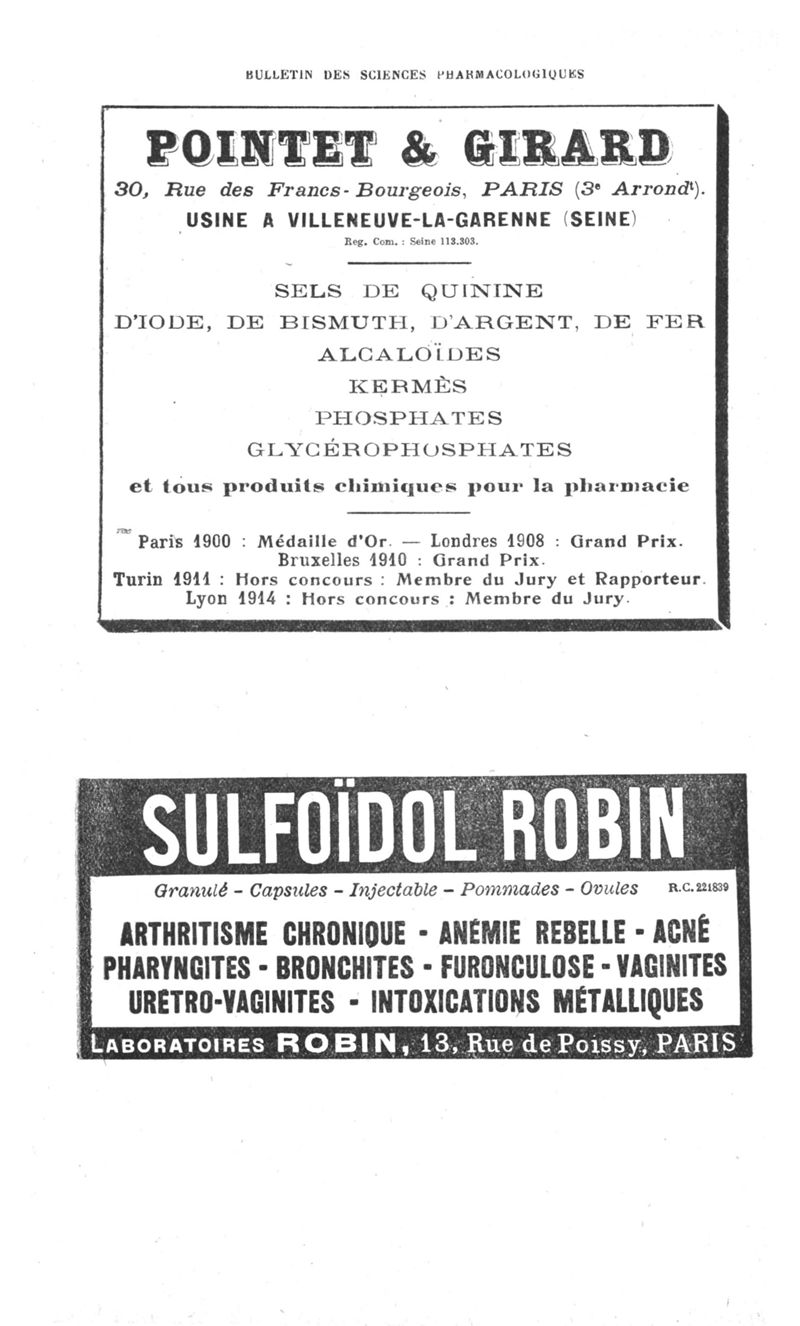 BULLETIN DES SCIENCES PHARMACOLOGIQUES
POINTET & GIRARD
30, Rue des Francs-Bourgeois, PARIS (3e Arrondt).
USINE A VILLENEUVE-LA-GARENNE (SEINE)
Reg. Com. : Seine 113.303.
SELS DE QUININE
D'IODE, DE BISMUTH, D'ARGENT, DE FER
ALCALOÏDES
KERMÈS
PHOSPHATES
GLYCÉROPHOSPHATES
et tous produits chimiques pour la pharmacie
Paris 1900 : Médaille d'Or. — Londres 1908 : Grand Prix.
Bruxelles 1910 : Grand Prix.
Turin 1911 : Hors concours : Membre du Jury et Rapporteur.
Lyon 1914 : Hors concours : Membre du Jury.
SULFOÏDOL ROBIN
Granulé - Capsules - Injectable - Pommades - Ovules R.C. 221839
ARTHRITISME CHRONIQUE - ANÉMIE REBELLE - ACNÉ
PHARYNGITES - BRONCHITES - FURONCULOSE - VAGINITES
URÉTRO-VAGINITES - INTOXICATIONS MÉTALLIQUES
LABORATOIRES ROBIN, 13, Rue de Poissy, PARIS